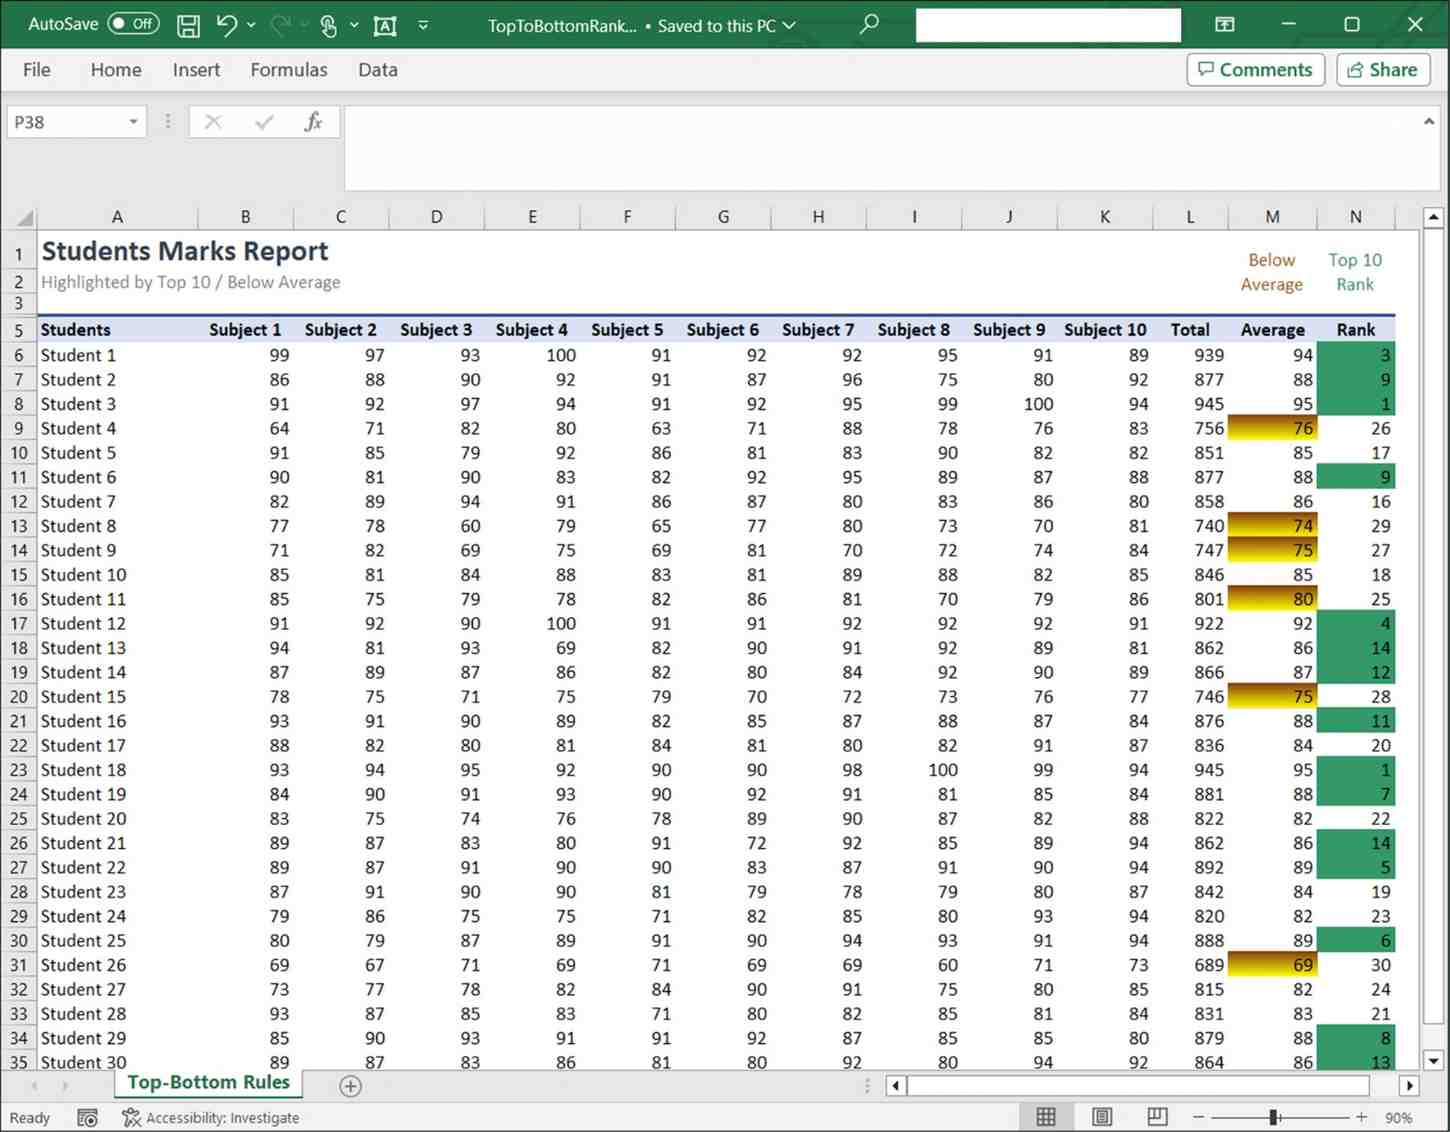 AutoSave Off TopToBottomRank... • Saved to this PC
File Home Insert Formulas Data Comments Share
P38 fx
A B C D E F G H I J K L M N
1 Students Marks Report Below Top 10
2 Highlighted by Top 10 / Below Average Average Rank
3
5 Students Subject 1 Subject 2 Subject 3 Subject 4 Subject 5 Subject 6 Subject 7 Subject 8 Subject 9 Subject 10 Total Average Rank
6 Student 1 99 97 93 100 91 92 92 95 91 89 939 94 3
7 Student 2 86 88 90 92 91 87 96 75 80 92 877 88 9
8 Student 3 91 92 97 94 91 92 95 99 100 94 945 95 1
9 Student 4 64 71 82 80 63 71 88 78 76 83 756 76 26
10 Student 5 91 85 79 92 86 81 83 90 82 82 851 85 17
11 Student 6 90 81 90 83 82 92 95 89 87 88 877 88 9
12 Student 7 82 89 94 91 86 87 80 83 86 80 858 86 16
13 Student 8 77 78 60 79 65 77 80 73 70 81 740 74 29
14 Student 9 71 82 69 75 69 81 70 72 74 84 747 75 27
15 Student 10 85 81 84 88 83 81 89 88 82 85 846 85 18
16 Student 11 85 75 79 78 82 86 81 70 79 86 801 80 25
17 Student 12 91 92 90 100 91 91 92 92 92 91 922 92 4
18 Student 13 94 81 93 69 82 90 91 92 89 81 862 86 14
19 Student 14 87 89 87 86 82 80 84 92 90 89 866 87 12
20 Student 15 78 75 71 75 79 70 72 73 76 77 746 75 28
21 Student 16 93 91 90 89 82 85 87 88 87 84 876 88 11
22 Student 17 88 82 80 81 84 81 80 82 91 87 836 84 20
23 Student 18 93 94 95 92 90 90 98 100 99 94 945 95 1
24 Student 19 84 90 91 93 90 92 91 81 85 84 881 88 7
25 Student 20 83 75 74 76 78 89 90 87 82 88 822 82 22
26 Student 21 89 87 83 80 91 72 92 85 89 94 862 86 14
27 Student 22 89 87 91 90 90 83 87 91 90 94 892 89 5
28 Student 23 87 91 90 90 81 79 78 79 80 87 842 84 19
29 Student 24 79 86 75 75 71 82 85 80 93 94 820 82 23
30 Student 25 80 79 87 89 91 90 94 93 91 94 888 89 6
31 Student 26 69 67 71 69 71 69 69 60 71 73 689 69 30
32 Student 27 73 77 78 82 84 90 91 75 80 85 815 82 24
33 Student 28 93 87 85 83 71 80 82 85 81 84 831 83 21
34 Student 29 85 90 93 91 91 92 87 85 85 80 879 88 8
35 Student 30 89 87 83 86 81 80 92 80 94 92 864 86 13
Top-Bottom Rules
Ready Accessibility: Investigate 90%